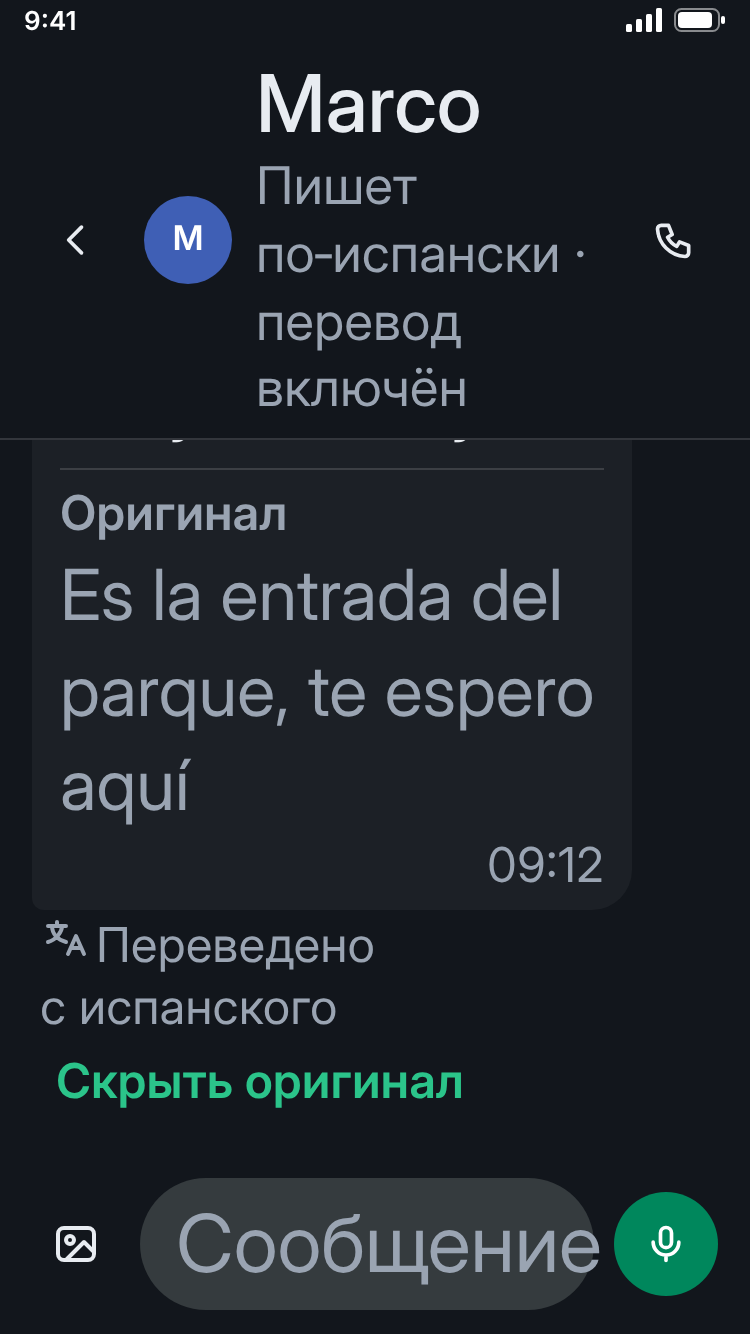 9:41
Marco
Пишет
по-испански ·
перевод
включён
M
Оригинал
Es la entrada del
parque, te espero
aquí
09:12
Переведено
с испанского
Скрыть оригинал
Сообщение